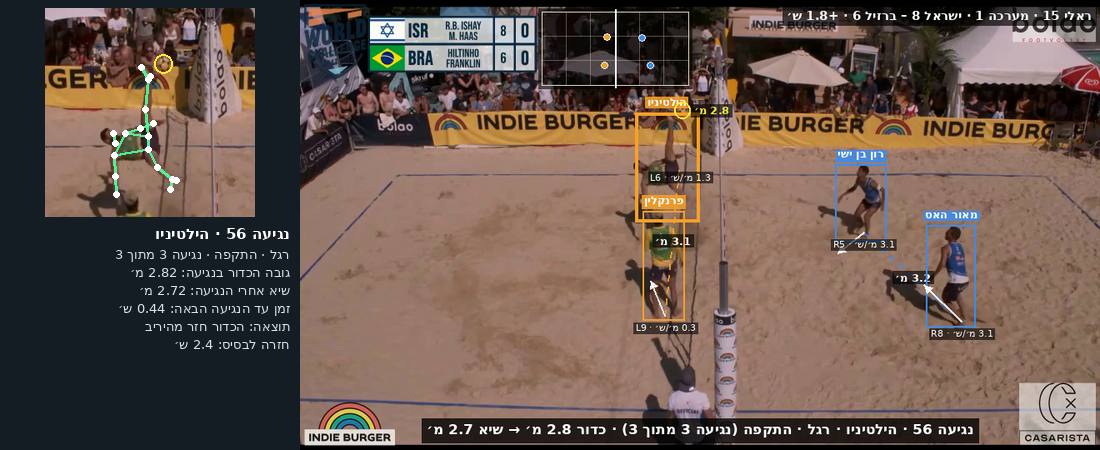 נגיעה 56 · הילטיניו
רגל · התקפה · נגיעה 3 מתוך 3
גובה הכדור בנגיעה: 2.82 מ׳
שיא אחרי הנגיעה: 2.72 מ׳
זמן עד הנגיעה הבאה: 0.44 ש׳
תוצאה: הכדור חזר מהיריב
חזרה לבסיס: 2.4 ש׳
ראלי 15 · מערכה 1 · ישראל 8 – ברזיל 6 · +1.8 ש׳
ISR R.B. ISHAY M. HAAS 8 0
BRA HILTINHO FRANKLIN 6 0
INDIE BURGER
bolao
FOOTVOLLEY
הילטיניו
2.8 מ׳
bolao
CASARISTA
INDIE BURGER
INDIE BURGER
L6 · 1.3 מ׳/ש׳
פרנקלין
3.1 מ׳
L9 · 0.3 מ׳/ש׳
רון בן ישי
R5 · 3.1 מ׳/ש׳
מאור האס
3.2 מ׳
R8 · 3.1 מ׳/ש׳
INDIE BURGER
CASARISTA
נגיעה 56 · הילטיניו · רגל · התקפה (נגיעה 3 מתוך 3) · כדור 2.8 מ׳ → שיא 2.7 מ׳